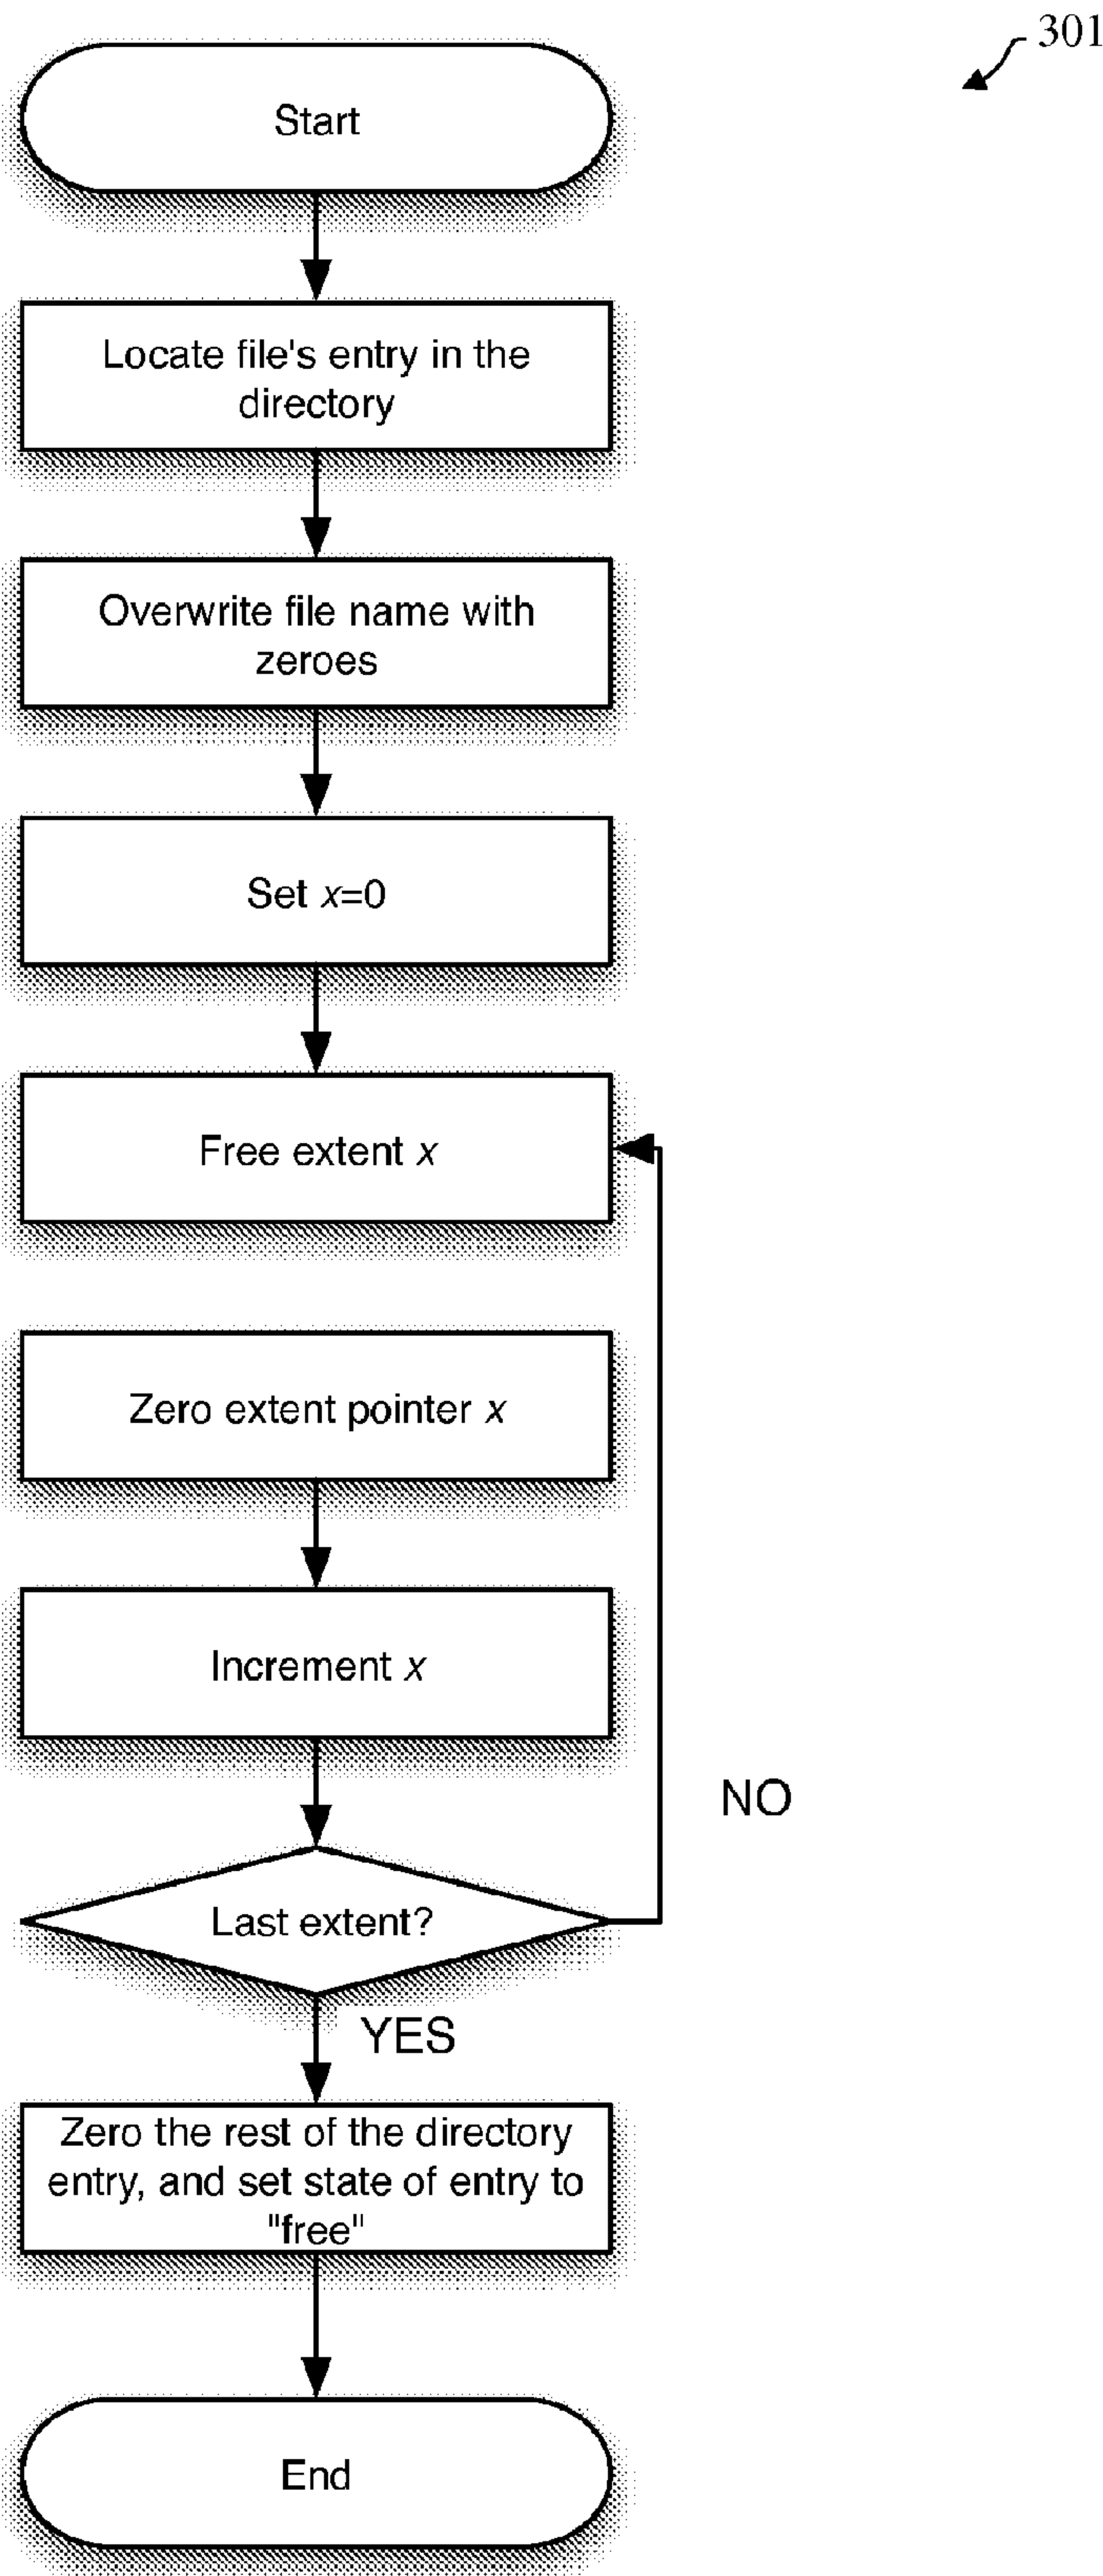 301
Start
Locate file's entry in the
directory
Overwrite file name with
zeroes
Set x=0
Free extent x
Zero extent pointer x
Increment x
NO
Last extent?
YES
Zero the rest of the directory
entry, and set state of entry to
"free"
End